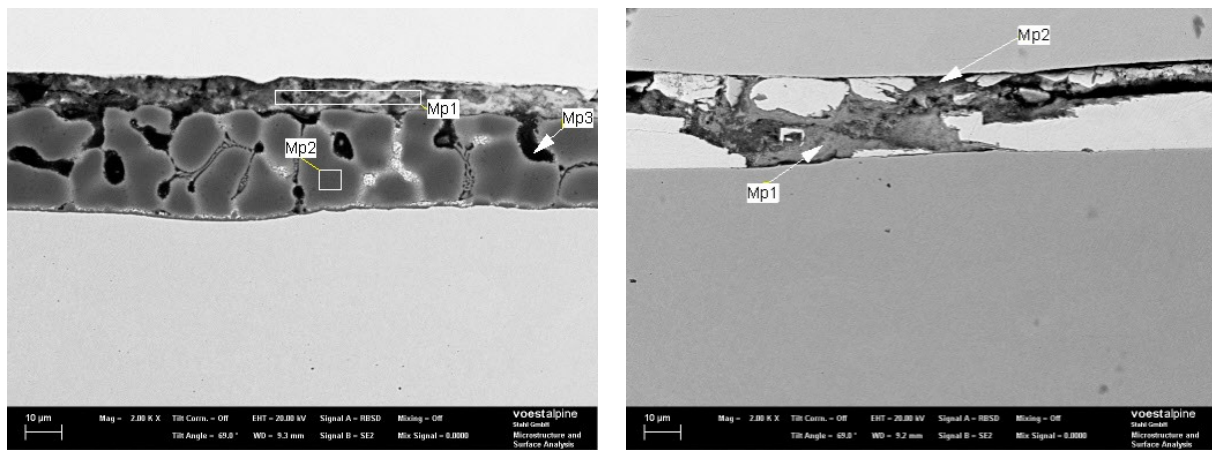 Mp1
Mp2
Mp3
10 µm
Mag = 2.00 K X
Tilt Corrn. = Off
EHT = 20.00 kV
Signal A = RBSD
Mixing = Off
Tilt Angle = 69.0 °
WD = 9.3 mm
Signal B = SE2
Mix Signal = 0.0000
voestalpine
Stahl GmbH
Microstructure and
Surface Analysis
Mp2
Mp1
10 µm
Mag = 2.00 K X
Tilt Corrn. = Off
EHT = 20.00 kV
Signal A = RBSD
Mixing = Off
Tilt Angle = 69.0 °
WD = 9.2 mm
Signal B = SE2
Mix Signal = 0.0000
voestalpine
Stahl GmbH
Microstructure and
Surface Analysis